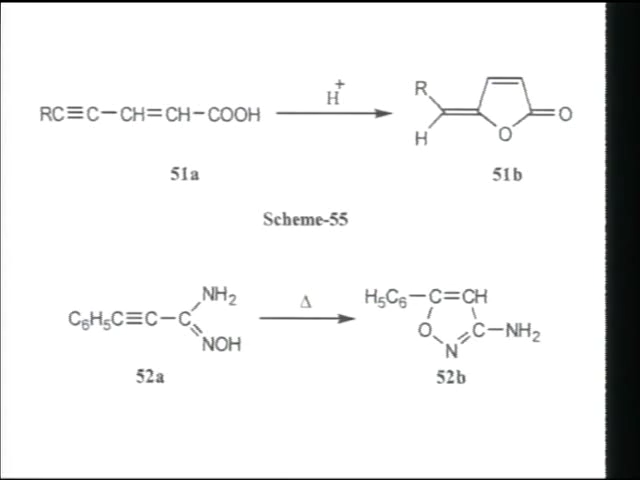 RC≡C−CH=CH−COOH
H+
R
H
O
O
51a
51b
Scheme-55
C6H5C≡C−C
NH2
NOH
Δ
H5C6−C=CH
O
N
C−NH2
52a
52b